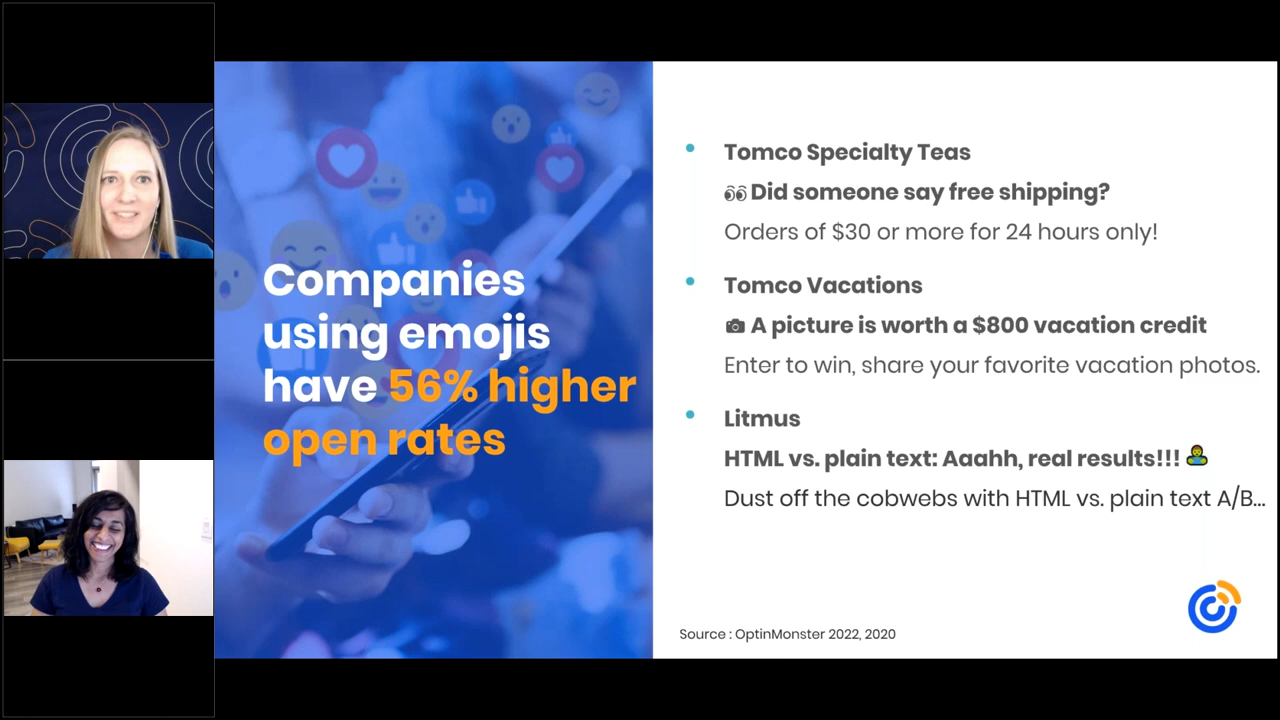 Companies
using emojis
have 56% higher
open rates
Tomco Specialty Teas
👀 Did someone say free shipping?
Orders of $30 or more for 24 hours only!
Tomco Vacations
📷 A picture is worth a $800 vacation credit
Enter to win, share your favorite vacation photos.
Litmus
HTML vs. plain text: Aaahh, real results!!! 🧟‍♂️
Dust off the cobwebs with HTML vs. plain text A/B...
Source : OptinMonster 2022, 2020